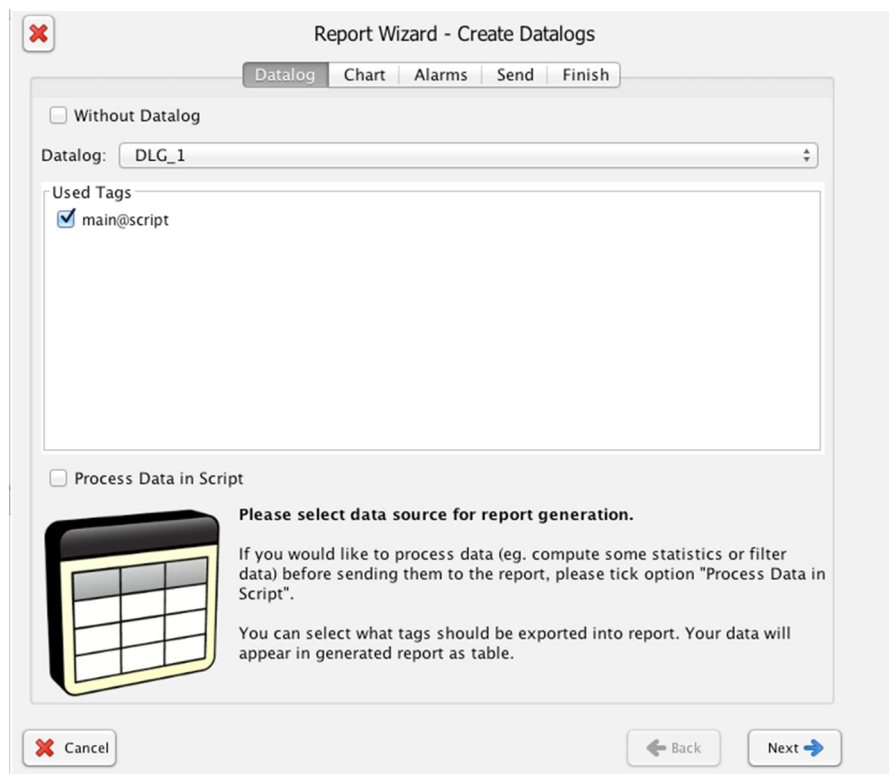 Report Wizard - Create Datalogs
Datalog Chart Alarms Send Finish
Without Datalog
Datalog: DLG_1
Used Tags
main@script
Process Data in Script
Please select data source for report generation.
If you would like to process data (eg. compute some statistics or filter
data) before sending them to the report, please tick option "Process Data in
Script".
You can select what tags should be exported into report. Your data will
appear in generated report as table.
Cancel Back Next